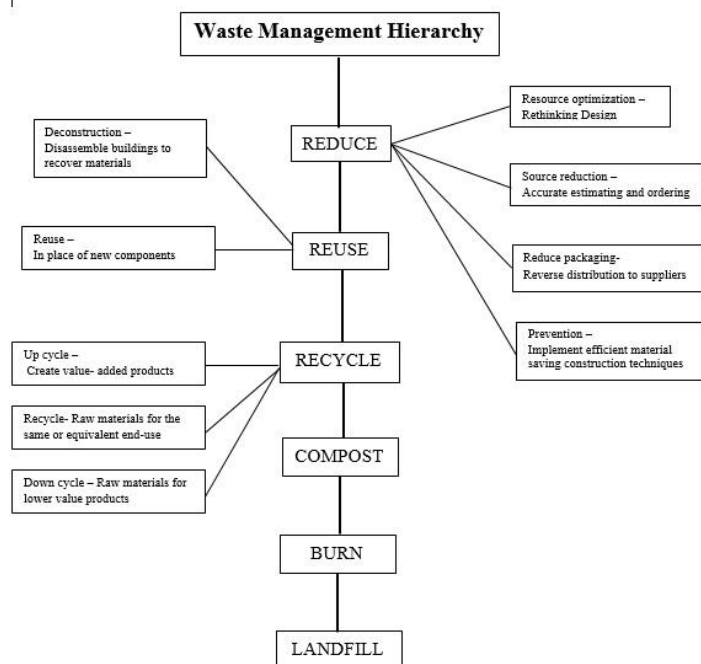 Waste Management Hierarchy
Resource optimization –
Rethinking Design
Deconstruction –
Disassemble buildings to
recover materials
REDUCE
Source reduction –
Accurate estimating and ordering
Reuse –
In place of new components
REUSE
Reduce packaging-
Reverse distribution to suppliers
Prevention –
Implement efficient material
saving construction techniques
Up cycle –
Create value- added products
RECYCLE
Recycle- Raw materials for the
same or equivalent end-use
COMPOST
Down cycle – Raw materials for
lower value products
BURN
LANDFILL